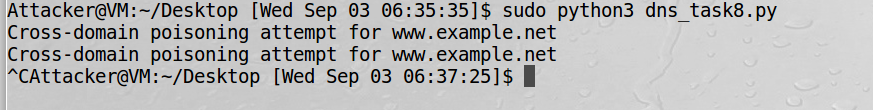 Attacker@VM:~/Desktop [Wed Sep 03 06:35:35]$ sudo python3 dns_task8.py
Cross-domain poisoning attempt for www.example.net
Cross-domain poisoning attempt for www.example.net
^CAttacker@VM:~/Desktop [Wed Sep 03 06:37:25]$